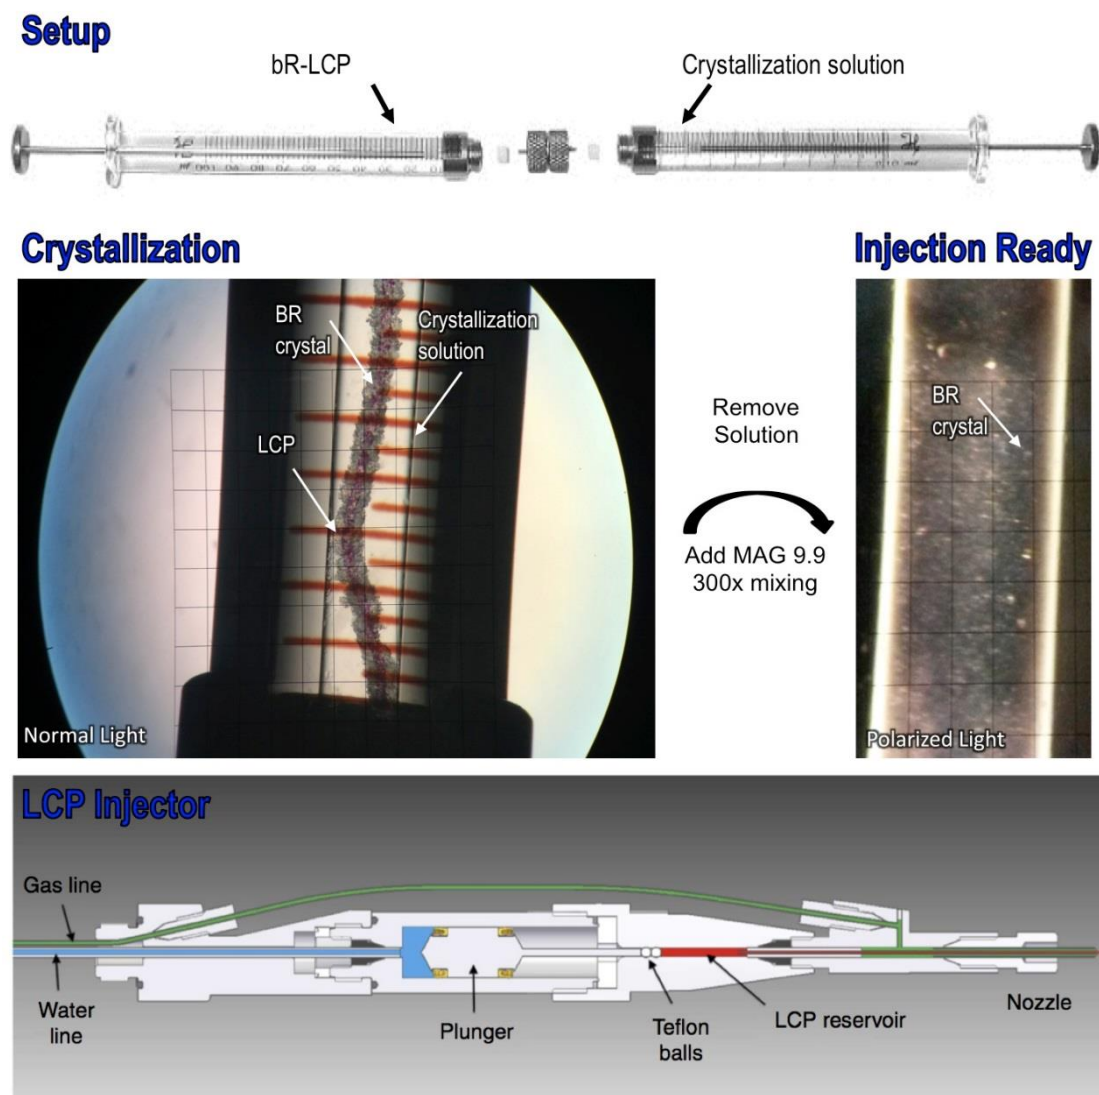 Setup
bR-LCP
Crystallization solution
Crystallization
Injection Ready
BR
crystal
Crystallization
solution
LCP
Normal Light
Remove
Solution
Add MAG 9.9
300x mixing
BR
crystal
Polarized Light
LCP Injector
Gas line
Water
line
Plunger
Teflon
balls
LCP reservoir
Nozzle